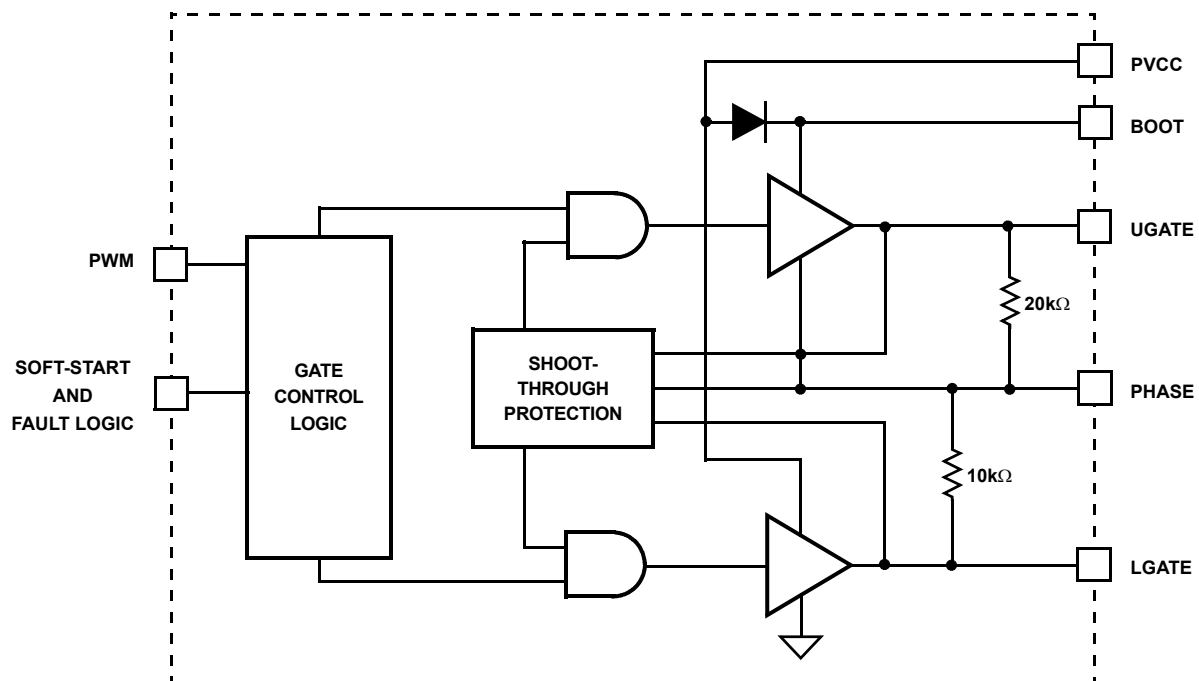 PVCC
BOOT
UGATE
PWM
20kΩ
SOFT-START
AND
FAULT LOGIC
GATE
CONTROL
LOGIC
SHOOT-
THROUGH
PROTECTION
PHASE
10kΩ
LGATE